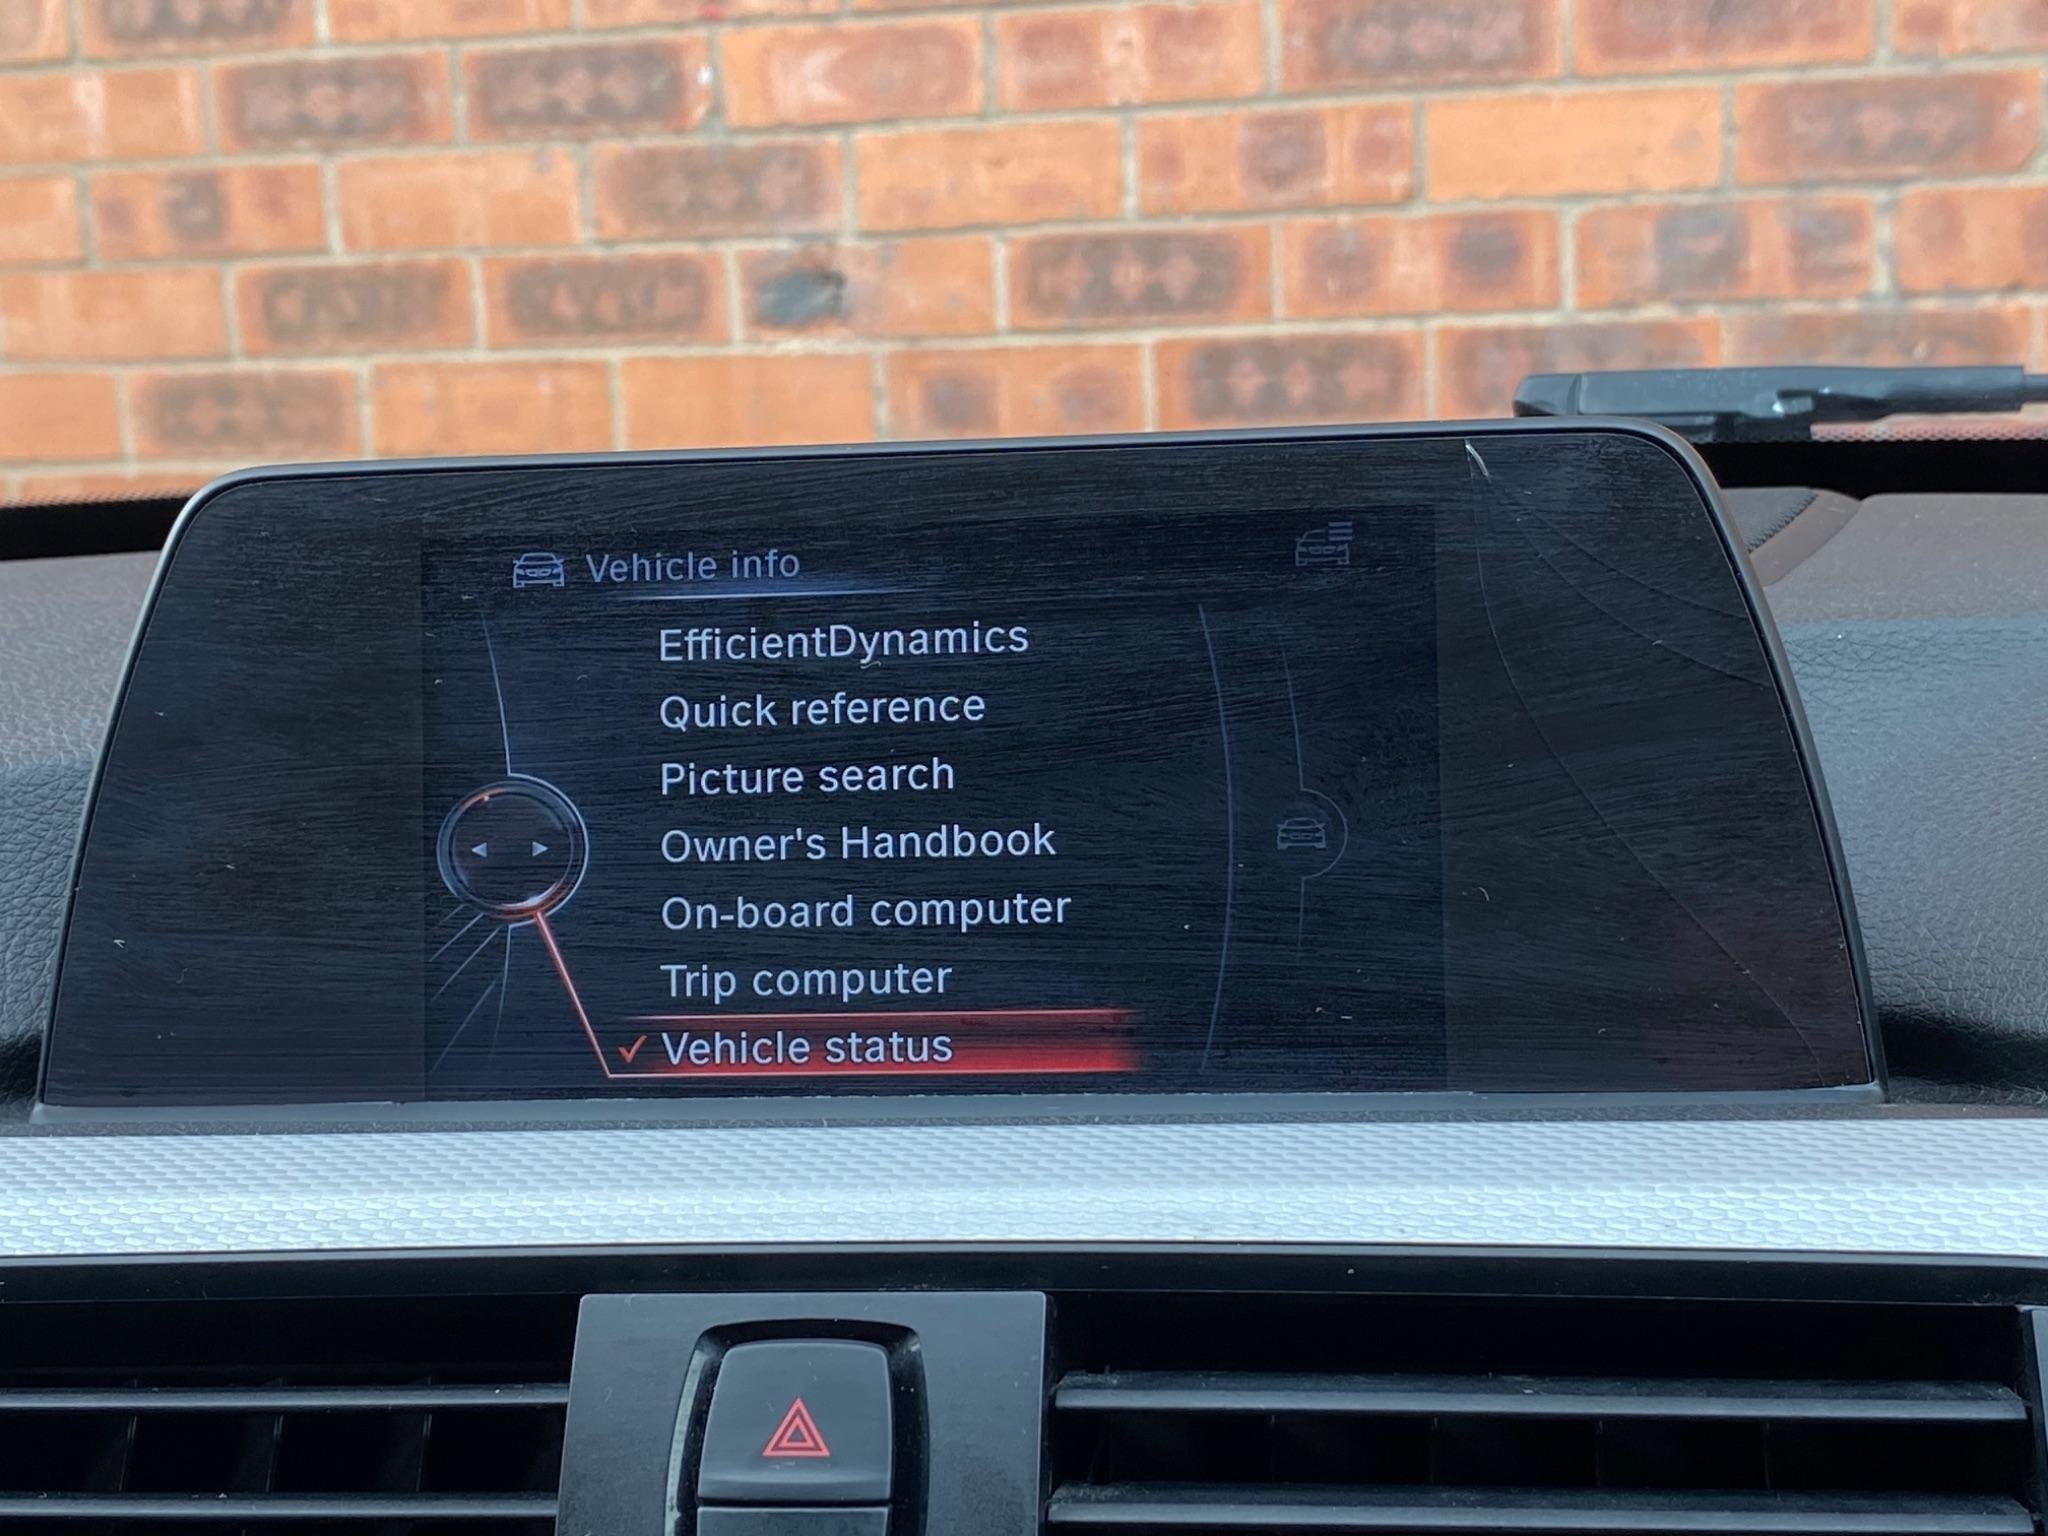 Vehicle info
EfficientDynamics
Quick reference
Picture search
Owner's Handbook
On-board computer
Trip computer
Vehicle status